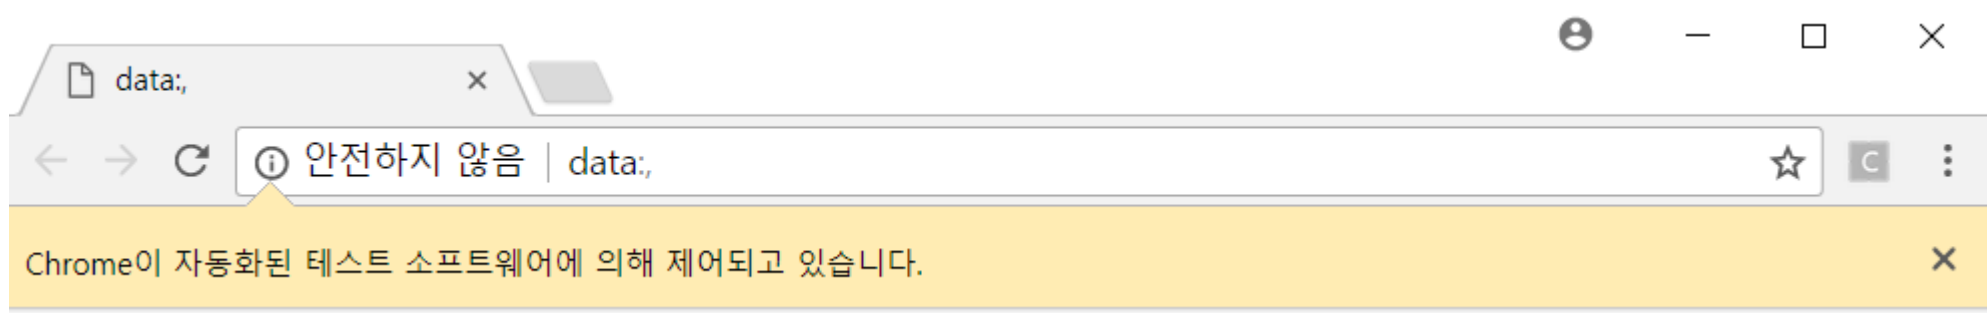 data:,
안전하지 않음 | data:,
C
Chrome이 자동화된 테스트 소프트웨어에 의해 제어되고 있습니다.